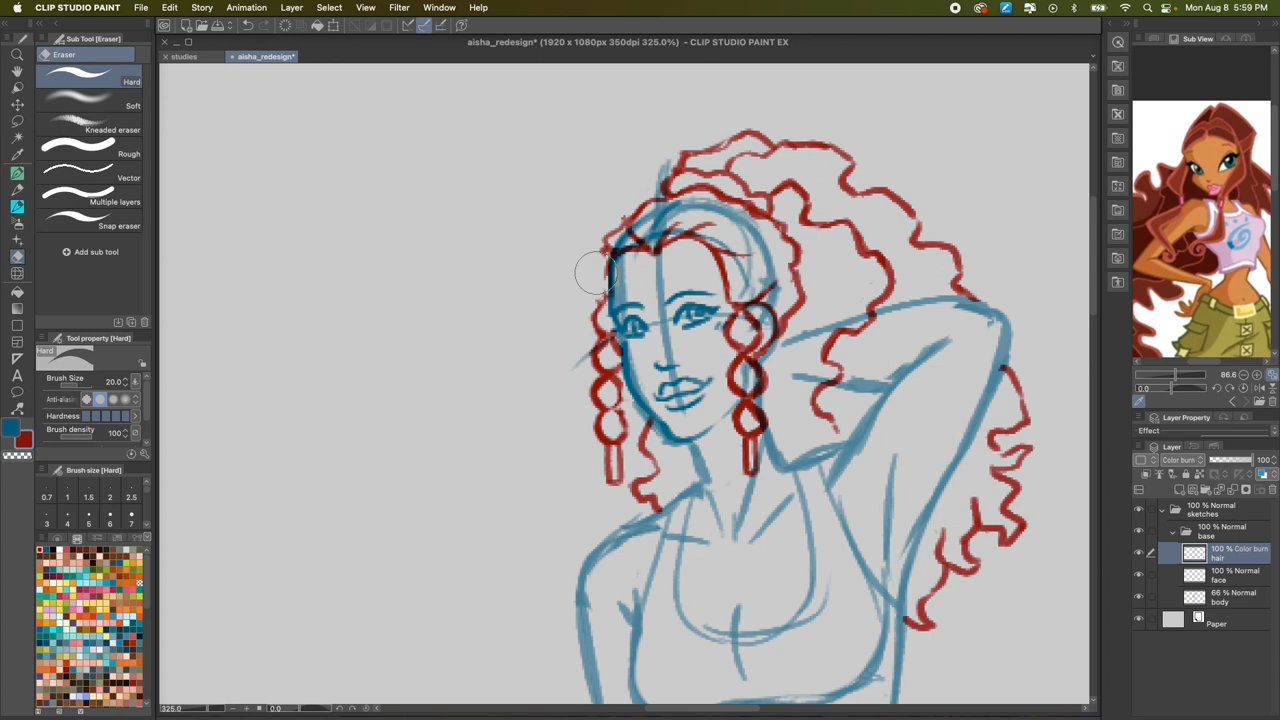 CLIP STUDIO PAINT File Edit Story Animation Layer Select View Filter Window Help Mon Aug 8 5:59 PM
aisha_redesign* (1920 x 1080px 350dpi 325.0%) - CLIP STUDIO PAINT EX
studies aisha_redesign*
Sub Tool [Eraser]
Eraser
Hard
Soft
Kneaded eraser
Rough
Vector
Multiple layers
Snap eraser
Add sub tool
Tool property [Hard]
Hard
Brush Size 20.0
Anti-alias
Hardness
Brush density 100
Brush size [Hard]
0.7 1 1.5 2 2.5
3 4 5 6 7
325.0 0.0
Sub View
86.6
0.0
Layer Property
Effect
Layer
Color burn 100
100 % Normal
sketches
100 % Normal
base
100 % Color burn
hair
100 % Normal
face
66 % Normal
body
Paper